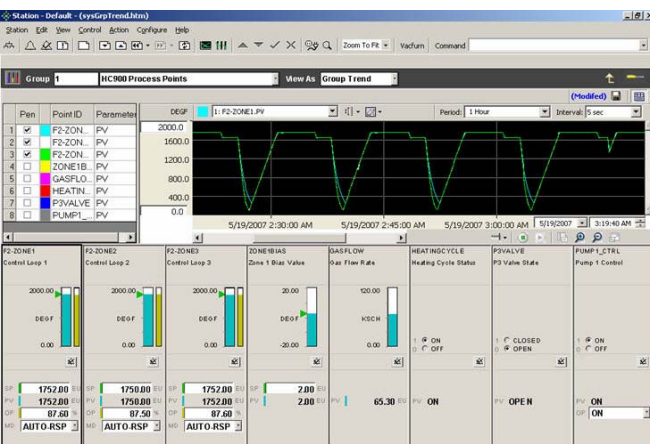 Station - Default - (sysGrpTrend.htm)
Station Edit View Control Action Configure Help
Zoom To Fit Vacfurn Command
Group 1 HC900 Process Points View As Group Trend
(Modifed)
Pen Point ID Parameter DEGF 1: F2-ZONE1.PV Period: 1 Hour Interval: 5 sec
1 F2-ZON... PV
2 F2-ZON... PV
3 F2-ZON... PV
4 ZONE1B... PV
5 GASFLO... PV
6 HEATIN... PV
7 P3VALVE PV
8 PUMP1_... PV
2000.0
1600.0
1200.0
800.0
400.0
0.0
5/19/2007 2:30:00 AM 5/19/2007 2:45:00 AM 5/19/2007 3:00:00 AM 5/19/2007 3:19:40 AM
F2-ZONE1 F2-ZONE2 F2-ZONE3 ZONE1BIAS GASFLOW HEATINGCYCLE P3VALVE PUMP1_CTRL
Control Loop 1 Control Loop 2 Control Loop 3 Zone 1 Bias Value Gas Flow Rate Heating Cycle Status P3 Valve State Pump 1 Control
2000.00 2000.00 2000.00 20.00 120.00
DEGF DEGF DEGF DEGF KSCH
0.00 0.00 0.00 -20.00 0.00
1 ON 1 CLOSED 1 ON
0 OFF 0 OPEN 0 OFF
SP 1752.00 EU SP 1750.00 EU SP 1752.00 EU SP 2.00 EU
PV 1752.00 EU PV 1750.00 EU PV 1752.00 EU PV 2.00 EU PV 65.30 EU PV ON PV OPEN PV ON
OP 87.60 % OP 87.50 % OP 87.60 % OP ON
MD AUTO-RSP MD AUTO-RSP MD AUTO-RSP